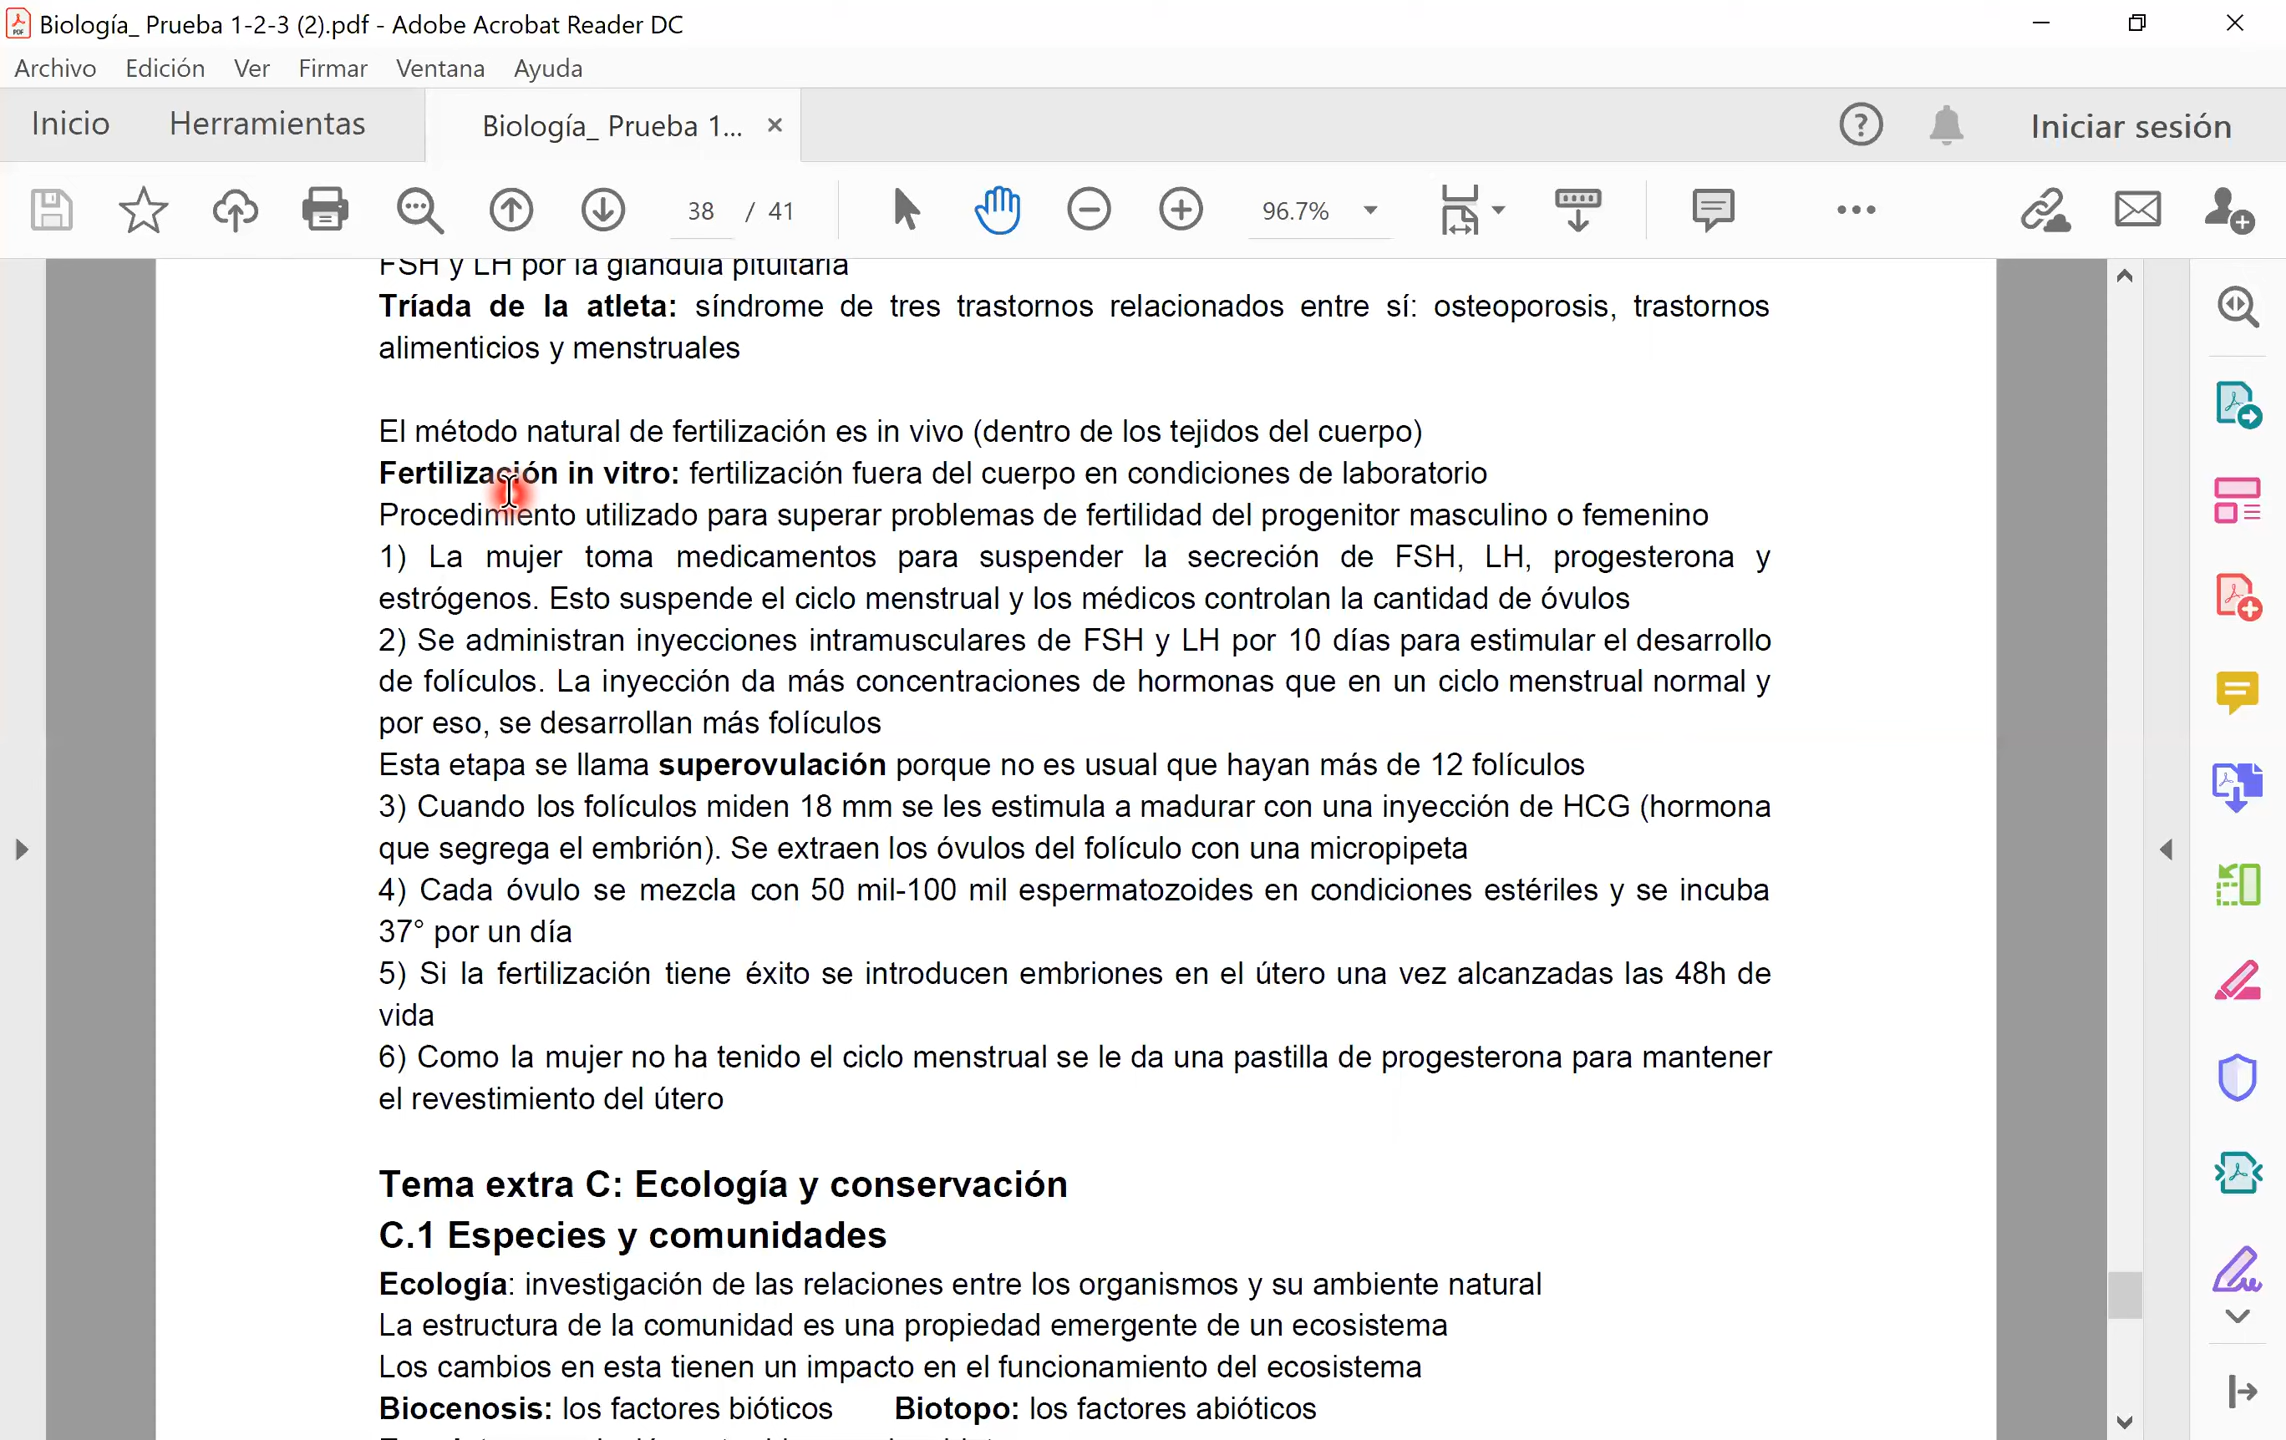 Biología_ Prueba 1-2-3 (2).pdf - Adobe Acrobat Reader DC
Archivo Edición Ver Firmar Ventana Ayuda
Inicio Herramientas Biología_ Prueba 1... Iniciar sesión
38 / 41 96.7%
FSH y LH por la glándula pituitaria
Tríada de la atleta: síndrome de tres trastornos relacionados entre sí: osteoporosis, trastornos
alimenticios y menstruales
El método natural de fertilización es in vivo (dentro de los tejidos del cuerpo)
Fertilización in vitro: fertilización fuera del cuerpo en condiciones de laboratorio
Procedimiento utilizado para superar problemas de fertilidad del progenitor masculino o femenino
1) La mujer toma medicamentos para suspender la secreción de FSH, LH, progesterona y
estrógenos. Esto suspende el ciclo menstrual y los médicos controlan la cantidad de óvulos
2) Se administran inyecciones intramusculares de FSH y LH por 10 días para estimular el desarrollo
de folículos. La inyección da más concentraciones de hormonas que en un ciclo menstrual normal y
por eso, se desarrollan más folículos
Esta etapa se llama superovulación porque no es usual que hayan más de 12 folículos
3) Cuando los folículos miden 18 mm se les estimula a madurar con una inyección de HCG (hormona
que segrega el embrión). Se extraen los óvulos del folículo con una micropipeta
4) Cada óvulo se mezcla con 50 mil-100 mil espermatozoides en condiciones estériles y se incuba
37° por un día
5) Si la fertilización tiene éxito se introducen embriones en el útero una vez alcanzadas las 48h de
vida
6) Como la mujer no ha tenido el ciclo menstrual se le da una pastilla de progesterona para mantener
el revestimiento del útero
Tema extra C: Ecología y conservación
C.1 Especies y comunidades
Ecología: investigación de las relaciones entre los organismos y su ambiente natural
La estructura de la comunidad es una propiedad emergente de un ecosistema
Los cambios en esta tienen un impacto en el funcionamiento del ecosistema
Biocenosis: los factores bióticos Biotopo: los factores abióticos